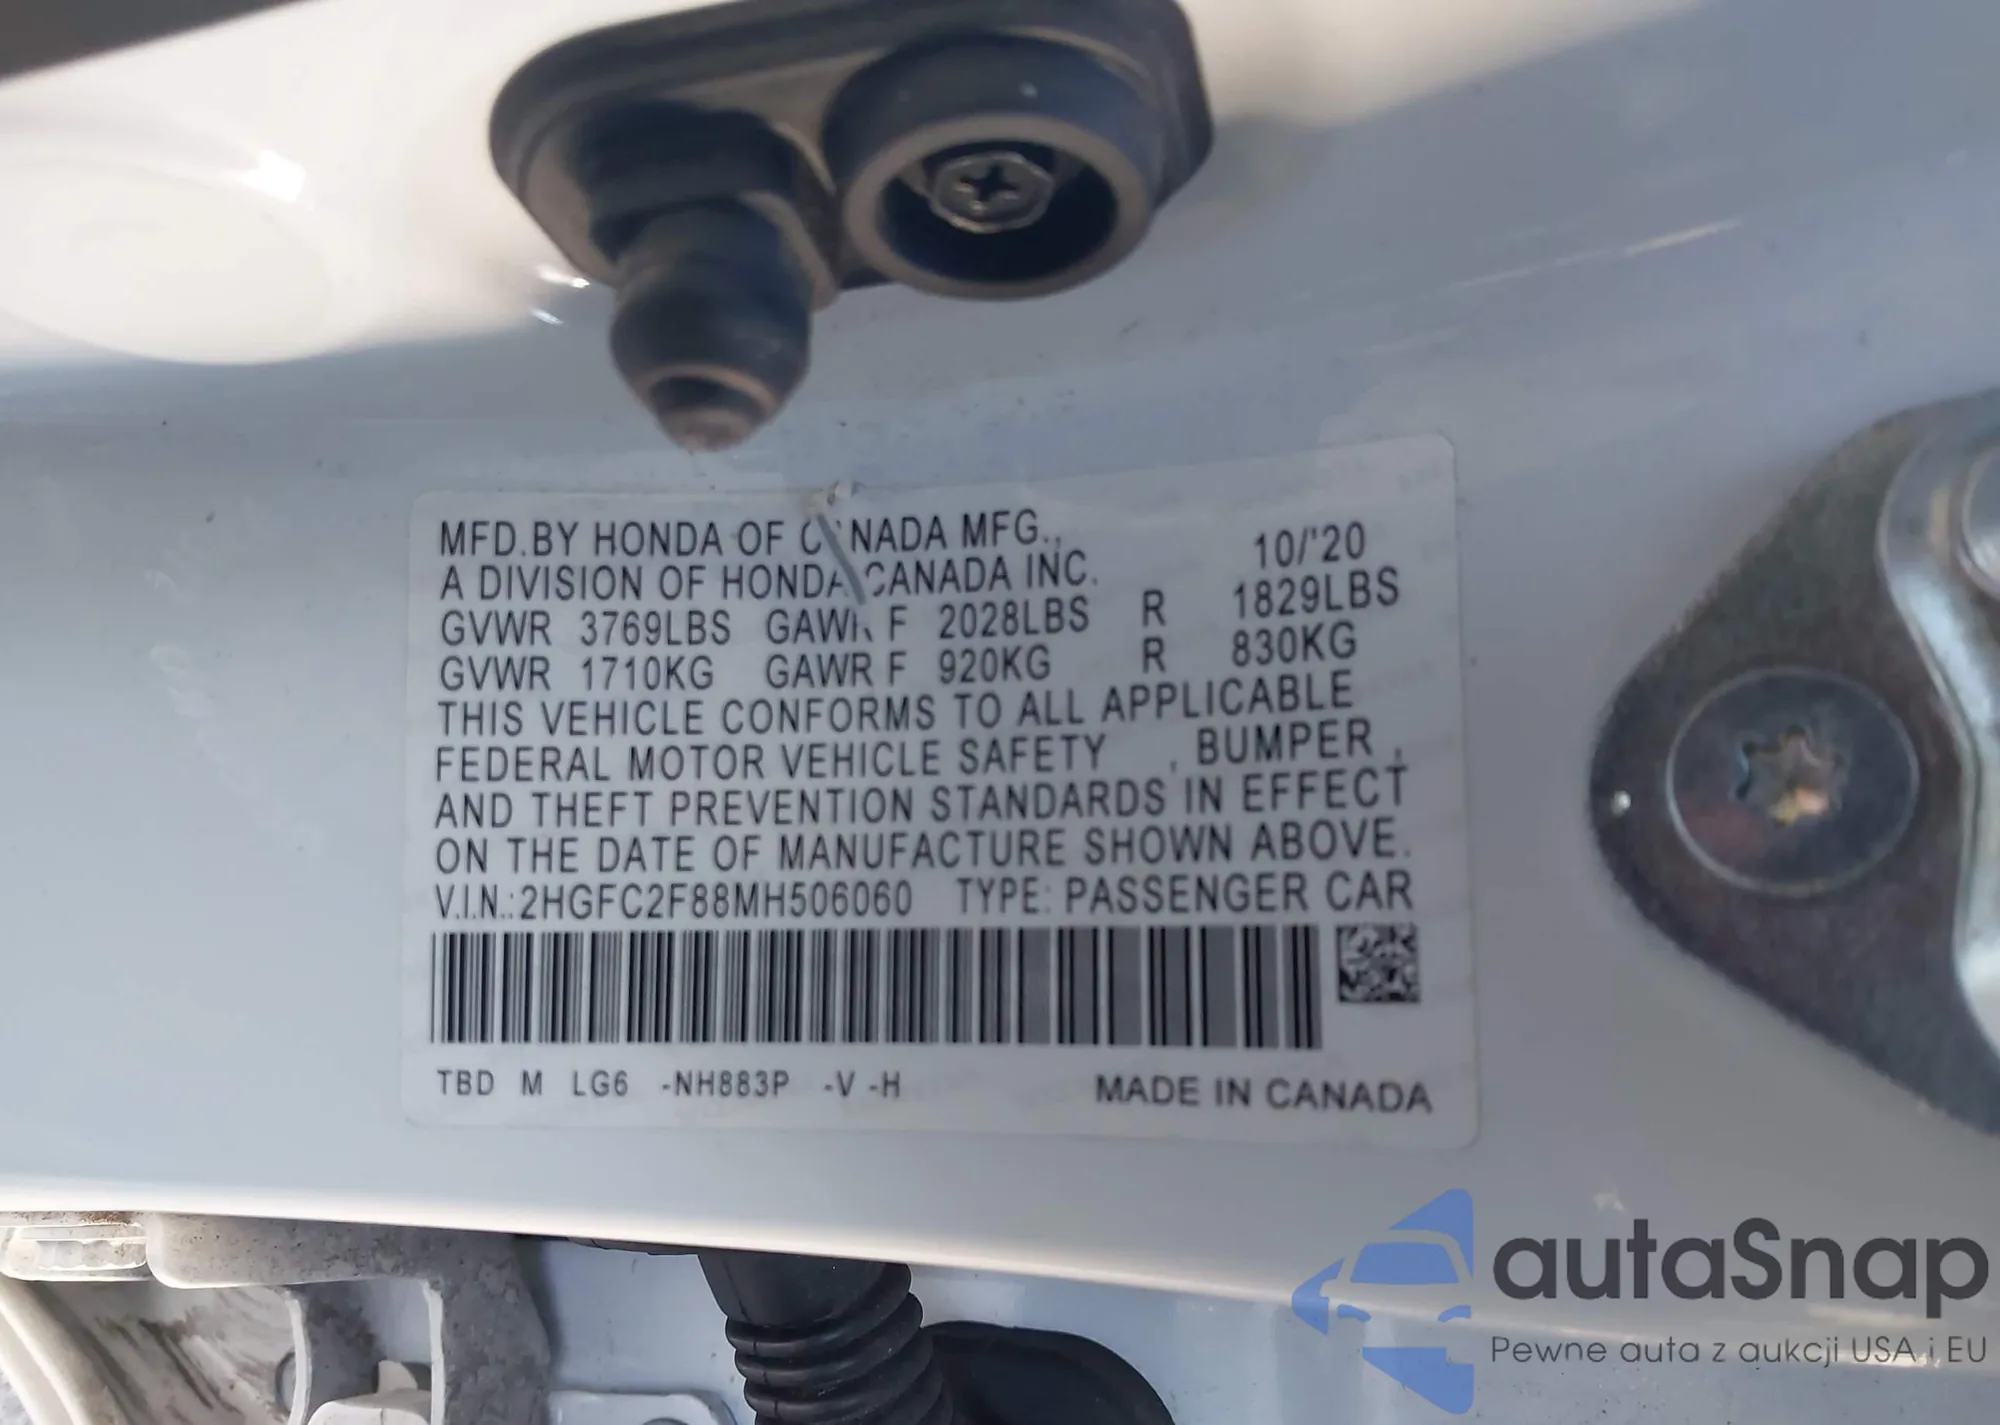 MFD.BY HONDA OF CANADA MFG., 10/'20
A DIVISION OF HONDA CANADA INC.
GVWR 3769LBS GAWR F 2028LBS R 1829LBS
GVWR 1710KG GAWR F 920KG R 830KG
THIS VEHICLE CONFORMS TO ALL APPLICABLE
FEDERAL MOTOR VEHICLE SAFETY , BUMPER ,
AND THEFT PREVENTION STANDARDS IN EFFECT
ON THE DATE OF MANUFACTURE SHOWN ABOVE.
V.I.N.:2HGFC2F88MH506060 TYPE: PASSENGER CAR
TBD M LG6 -NH883P -V -H MADE IN CANADA
autaSnap
Pewne auta z aukcji USA i EU